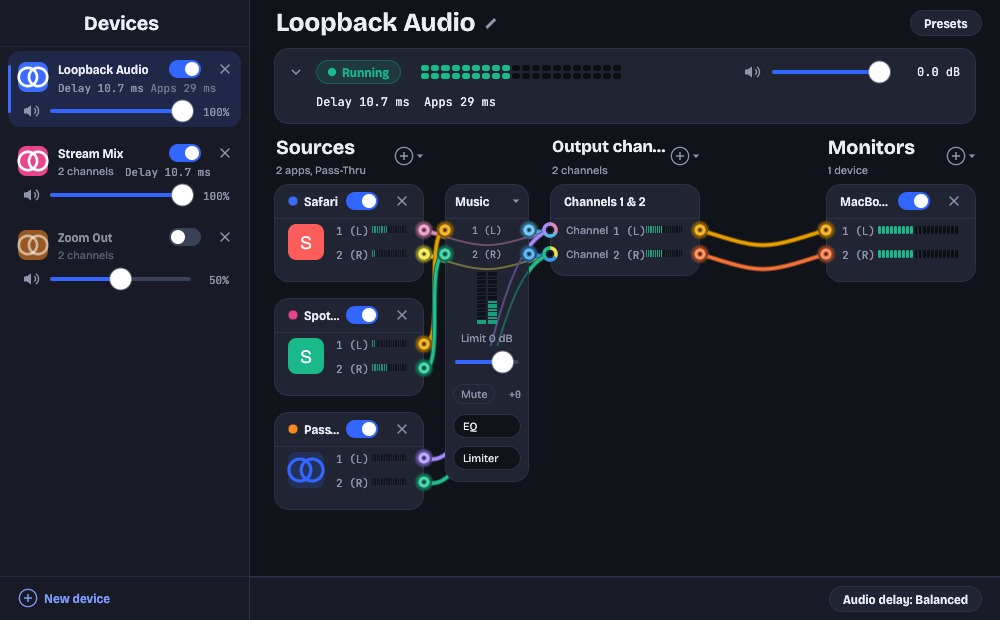 Devices
Loopback Audio
Delay 10.7 ms Apps 29 ms
100%
Stream Mix
2 channels Delay 10.7 ms
100%
Zoom Out
2 channels
50%
New device
Loopback Audio
Presets
Running
0.0 dB
Delay 10.7 ms Apps 29 ms
Sources
2 apps, Pass-Thru
Output chan...
2 channels
Monitors
1 device
Safari
S
1 (L)
2 (R)
Spot...
S
1 (L)
2 (R)
Pass...
1 (L)
2 (R)
Music
1 (L)
2 (R)
Limit 0 dB
Mute +0
EQ
Limiter
Channels 1 & 2
Channel 1 (L)
Channel 2 (R)
MacBo...
1 (L)
2 (R)
Audio delay: Balanced